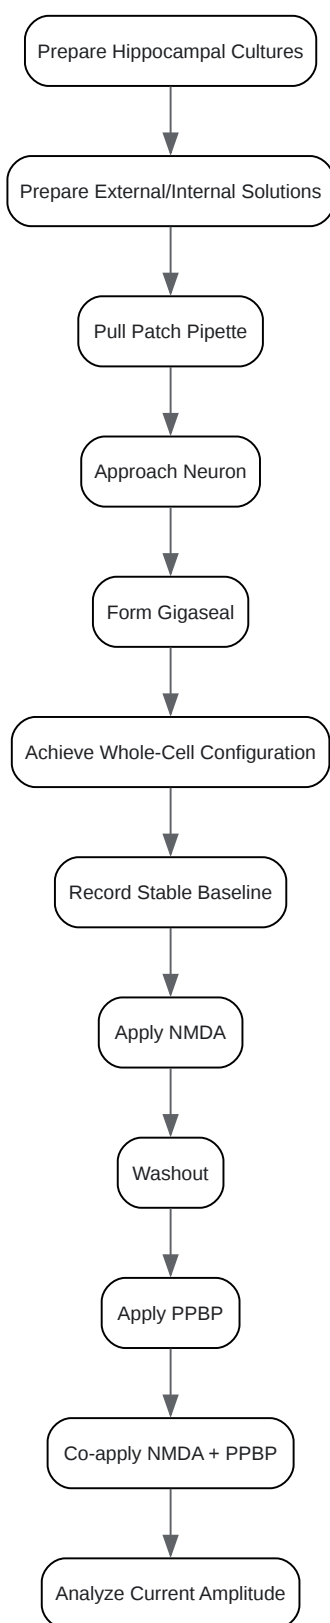 Prepare Hippocampal Cultures
Prepare External/Internal Solutions
Pull Patch Pipette
Approach Neuron
Form Gigaseal
Achieve Whole-Cell Configuration
Record Stable Baseline
Apply NMDA
Washout
Apply PPBP
Co-apply NMDA + PPBP
Analyze Current Amplitude